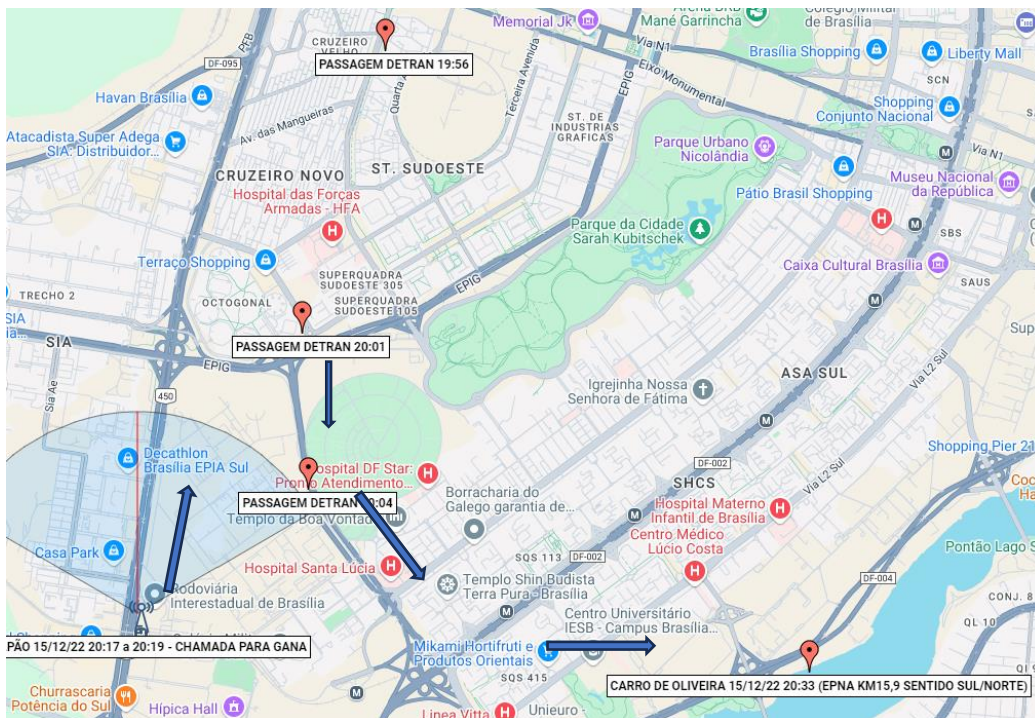 Memorial Jk
Arena BRB
Mané Garrincha
Colégio Militar
de Brasília
Via N1
Brasília Shopping
Liberty Mall
CRUZEIRO
VELHO
PFB
DF-095
PASSAGEM DETRAN 19:56
Quarta
Terceira Avenida
EPIG
Eixo Monumental
SCN
Havan Brasília
Shopping
Conjunto Nacional
Av. das Mangueiras
Atacadista Super Adega
SIA: Distribuidor...
ST. DE
INDUSTRIAS
GRAFICAS
Parque Urbano
Nicolândia
Via N1
ST. SUDOESTE
CRUZEIRO NOVO
Hospital das Forças
Armadas - HFA
Pátio Brasil Shopping
Museu Nacional
da República
Parque da Cidade
Sarah Kubitschek
SBS
Terraço Shopping
Caixa Cultural Brasília
SUPERQUADRA
SUDOESTE 305
EPIG
SAUS
TRECHO 2
OCTOGONAL
SUPERQUADRA
SUDOESTE 105
SIA
PASSAGEM DETRAN 20:01
EPIG
Via L2 Sul
SIA
Sia Ae
ASA SUL
450
Igrejinha Nossa
Senhora de Fátima
Decathlon
Brasília EPIA Sul
Shopping Pier 21
DF-002
Hospital DF Star:
Pronto Atendimento...
Via L2 Sul
PASSAGEM DETRAN 20:04
Borracharia do
Galego garantia de...
SHCS
Templo da Boa Vontade
Hospital Materno
Infantil de Brasília
Centro Médico
Lúcio Costa
Pontão Lago
Casa Park
SQS 113
DF-002
Hospital Santa Lúcia
DF-004
Rodoviária
Interestadual de Brasília
Templo Shin Budista
Terra Pura - Brasília
CONJ. 8
QL 10
Centro Universitário
IESB - Campus Brasília...
PÃO 15/12/22 20:17 a 20:19 - CHAMADA PARA GANA
Mikami Hortifruti e
Produtos Orientais
SQS 415
CARRO DE OLIVEIRA 15/12/22 20:33 (EPNA KM15,9 SENTIDO SUL/NORTE)
Churrascaria
Potência do Sul
Hípica Hall
Linea Vitta
Unieuro